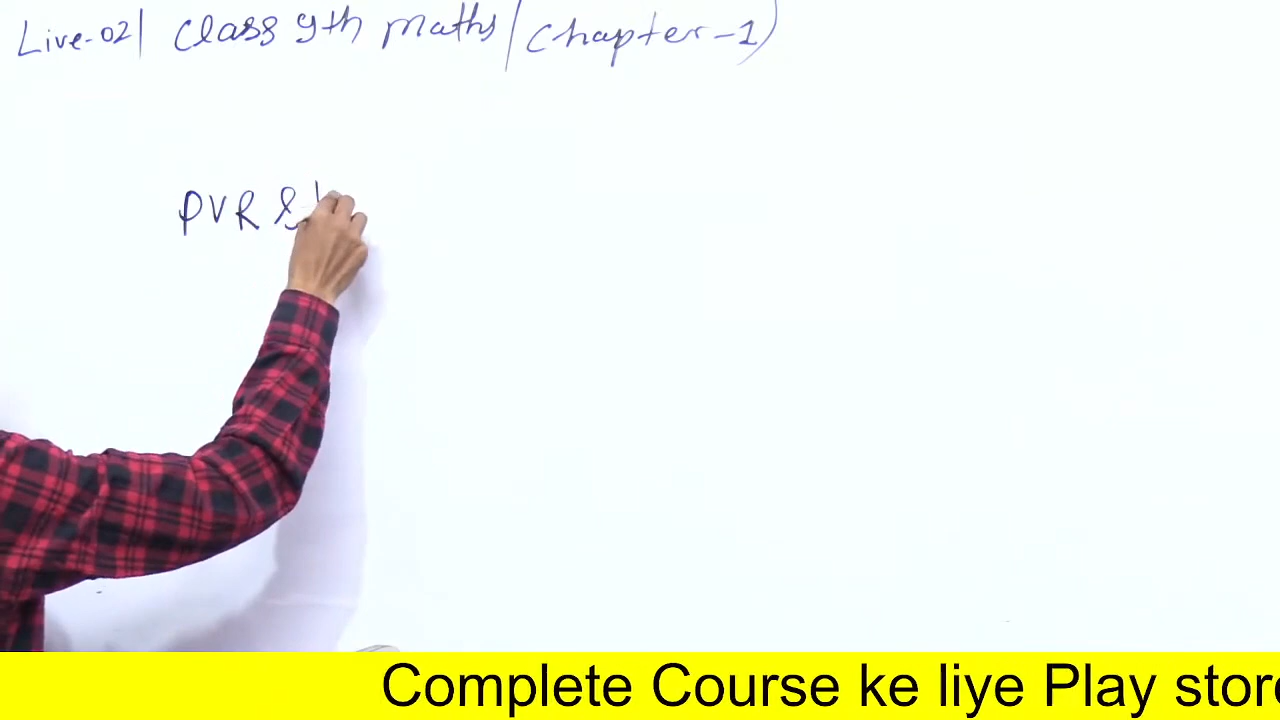 Live-02| Class 9th Maths/Chapter-1)
PVR &
Complete Course ke liye Play store